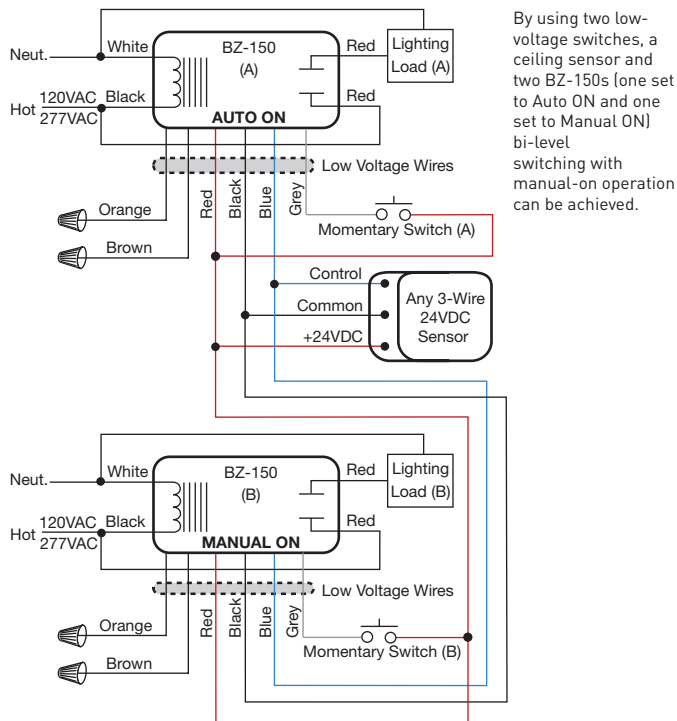 Neut.
White
BZ-150
(A)
Red
Lighting
Load (A)
Hot
120VAC
277VAC
Black
Red
AUTO ON
Low Voltage Wires
Red
Black
Blue
Grey
Orange
Brown
Momentary Switch (A)
Control
Common
+24VDC
Any 3-Wire
24VDC
Sensor
By using two low-
voltage switches, a
ceiling sensor and
two BZ-150s (one set
to Auto ON and one
set to Manual ON)
bi-level
switching with
manual-on operation
can be achieved.
Neut.
White
BZ-150
(B)
Red
Lighting
Load (B)
Hot
120VAC
277VAC
Black
Red
MANUAL ON
Low Voltage Wires
Red
Black
Blue
Grey
Orange
Brown
Momentary Switch (B)